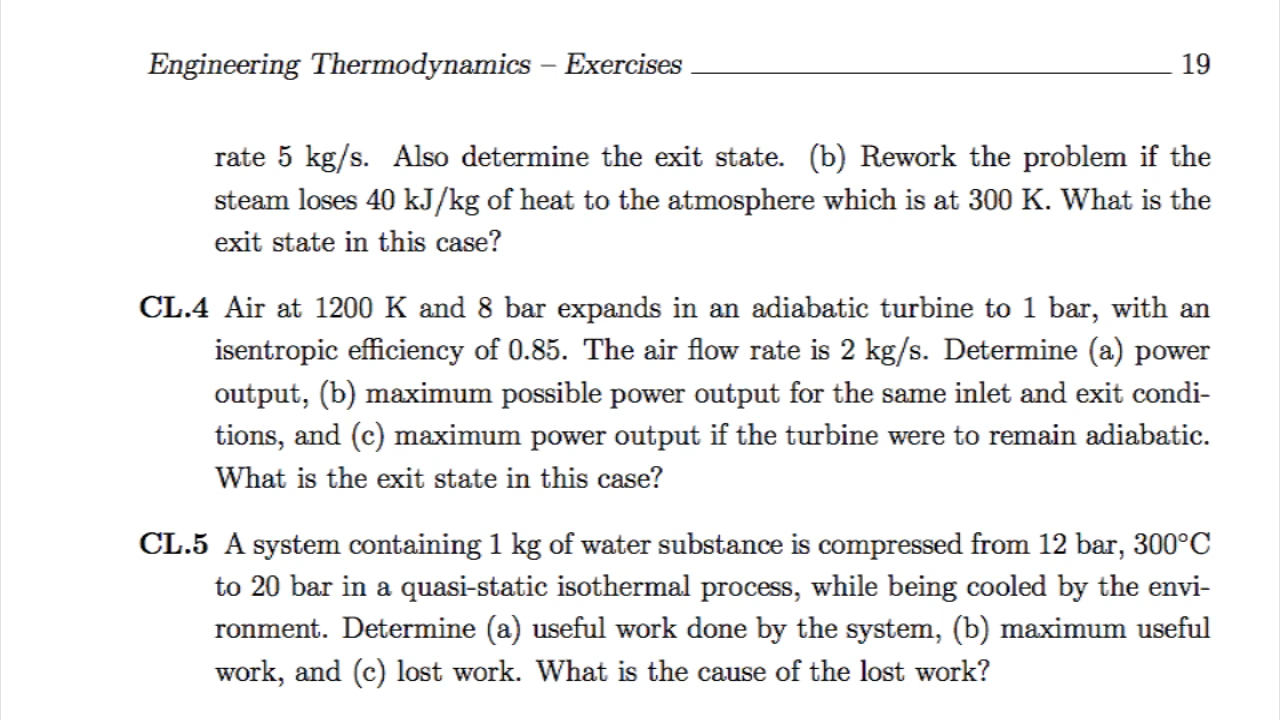 Engineering Thermodynamics – Exercises 19
rate 5 kg/s. Also determine the exit state. (b) Rework the problem if the
steam loses 40 kJ/kg of heat to the atmosphere which is at 300 K. What is the
exit state in this case?
CL.4 Air at 1200 K and 8 bar expands in an adiabatic turbine to 1 bar, with an
isentropic efficiency of 0.85. The air flow rate is 2 kg/s. Determine (a) power
output, (b) maximum possible power output for the same inlet and exit condi-
tions, and (c) maximum power output if the turbine were to remain adiabatic.
What is the exit state in this case?
CL.5 A system containing 1 kg of water substance is compressed from 12 bar, 300°C
to 20 bar in a quasi-static isothermal process, while being cooled by the envi-
ronment. Determine (a) useful work done by the system, (b) maximum useful
work, and (c) lost work. What is the cause of the lost work?